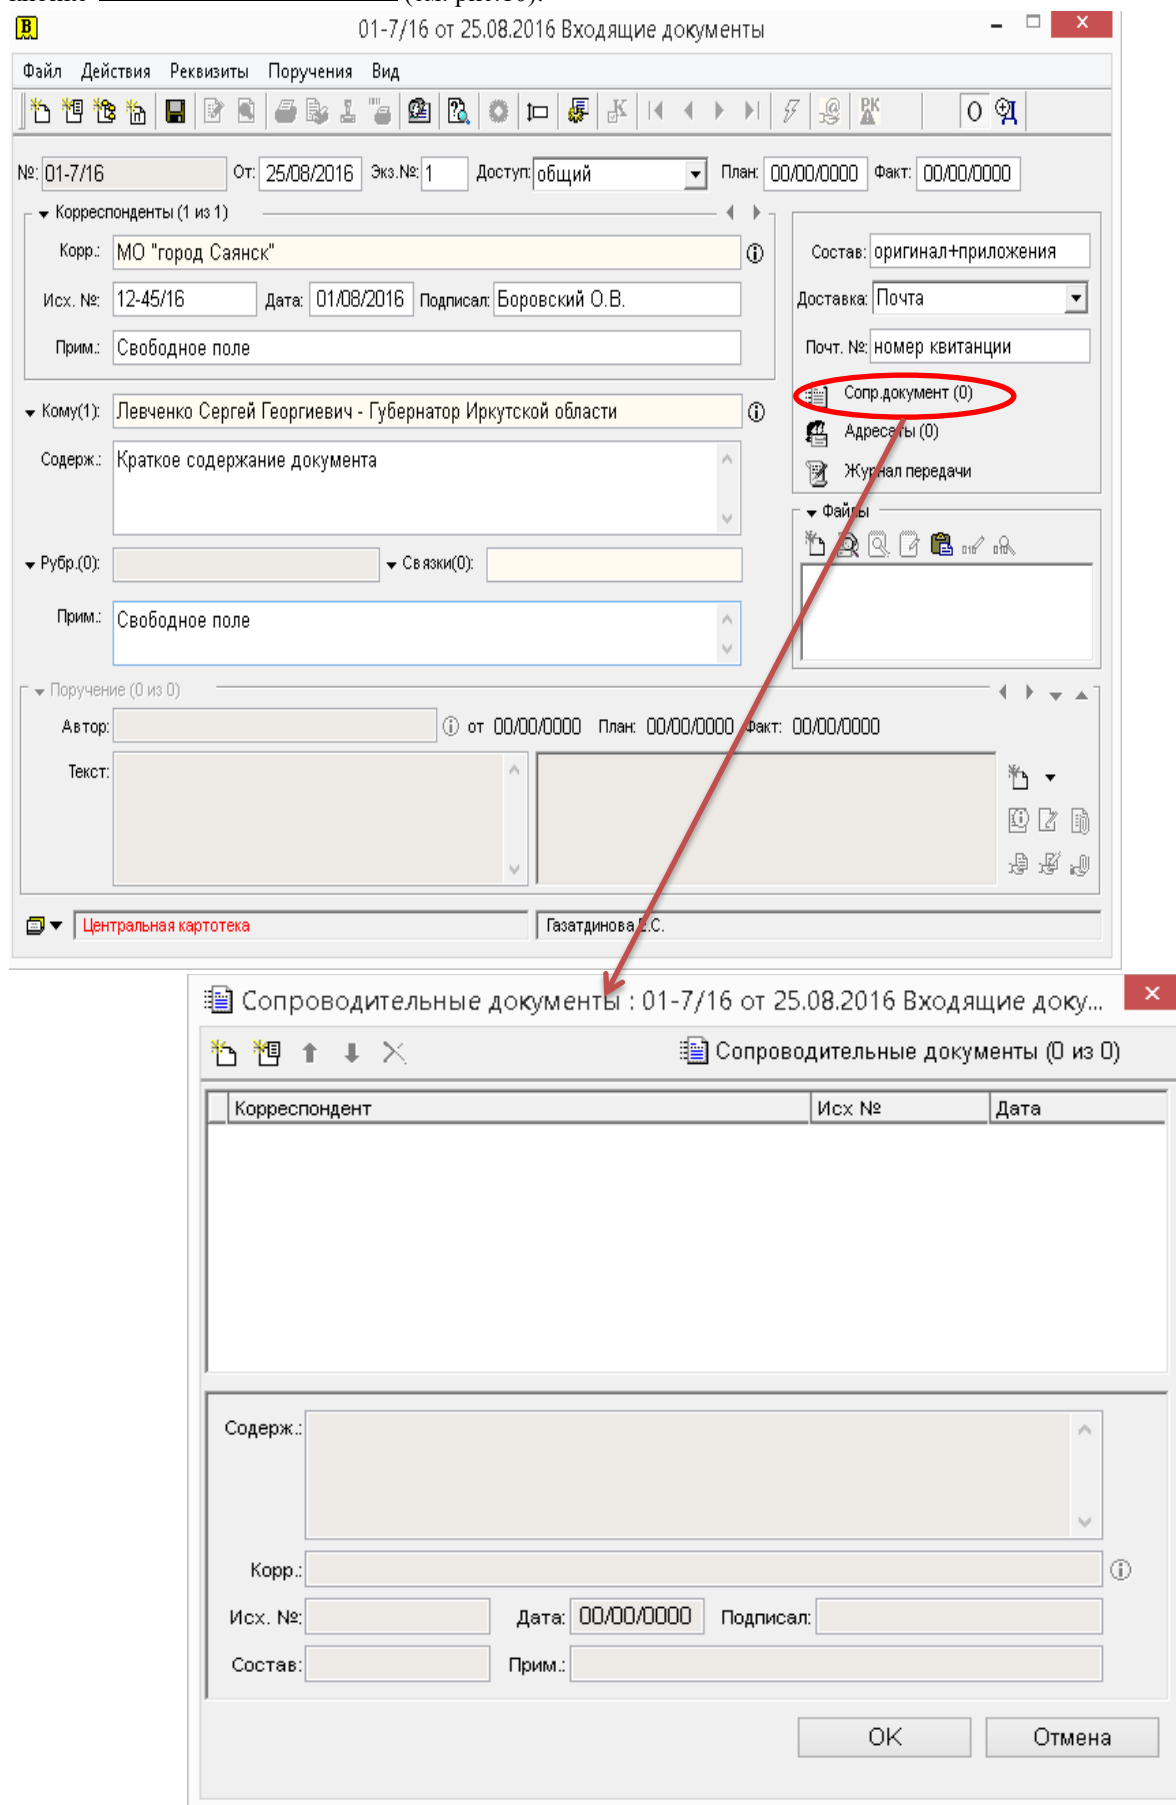 (см. рис.10).
01-7/16 от 25.08.2016 Входящие документы
Файл Действия Реквизиты Поручения Вид
О
№: 01-7/16 От: 25/08/2016 Экз.№: 1 Доступ: общий План: 00/00/0000 Факт: 00/00/0000
Корреспонденты (1 из 1)
Корр.: МО "город Саянск"
Исх. №: 12-45/16 Дата: 01/08/2016 Подписал: Боровский О.В.
Прим.: Свободное поле
Состав: оригинал+приложения
Доставка: Почта
Почт. №: номер квитанции
Сопр.документ (0)
Адресаты (0)
Журнал передачи
Кому(1): Левченко Сергей Георгиевич - Губернатор Иркутской области
Содерж.: Краткое содержание документа
Файлы
Рубр.(0): Связки(0):
Прим.: Свободное поле
Поручение (0 из 0)
Автор: от 00/00/0000 План: 00/00/0000 Факт: 00/00/0000
Текст:
Центральная картотека Газатдинова Е.С.
Сопроводительные документы : 01-7/16 от 25.08.2016 Входящие доку...
Сопроводительные документы (0 из 0)
Корреспондент Исх № Дата
Содерж.:
Корр.:
Исх. №: Дата: 00/00/0000 Подписал:
Состав: Прим.:
OK Отмена